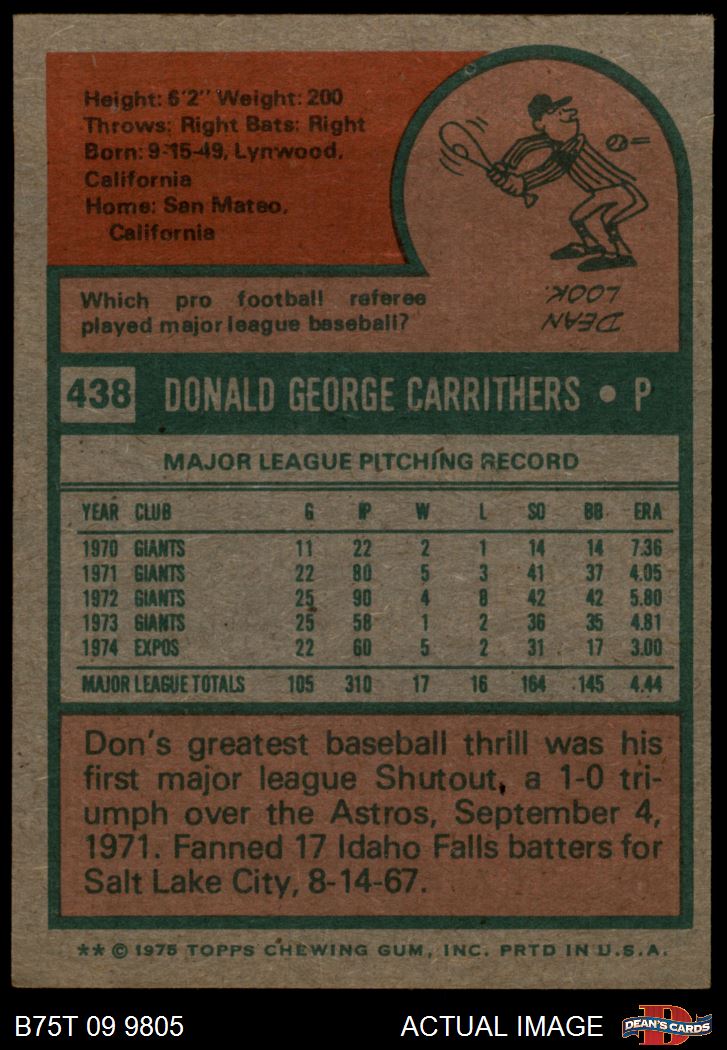 Height: 6'2" Weight: 200
Throws: Right Bats: Right
Born: 9-15-49, Lynwood,
California
Home: San Mateo,
California
Which pro football referee
played major league baseball?
DEAN
LOOK.
438 DONALD GEORGE CARRITHERS • P
MAJOR LEAGUE PITCHING RECORD
YEAR CLUB G IP W L SO BB ERA
1970 GIANTS 11 22 2 1 14 14 7.36
1971 GIANTS 22 80 5 3 41 37 4.05
1972 GIANTS 25 90 4 8 42 42 5.80
1973 GIANTS 25 58 1 2 36 35 4.81
1974 EXPOS 22 60 5 2 31 17 3.00
MAJOR LEAGUE TOTALS 105 310 17 16 164 145 4.44
Don's greatest baseball thrill was his
first major league Shutout, a 1-0 tri-
umph over the Astros, September 4,
1971. Fanned 17 Idaho Falls batters for
Salt Lake City, 8-14-67.
** © 1975 TOPPS CHEWING GUM, INC. PRTD IN U.S.A.
B75T 09 9805 ACTUAL IMAGE D DEAN'S CARDS